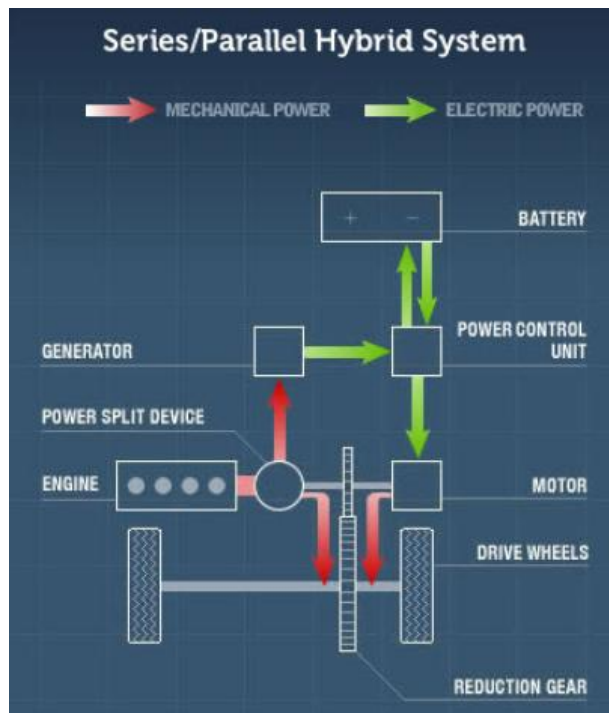 Series/Parallel Hybrid System
MECHANICAL POWER
ELECTRIC POWER
+ −
BATTERY
POWER CONTROL
UNIT
GENERATOR
POWER SPLIT DEVICE
ENGINE
MOTOR
DRIVE WHEELS
REDUCTION GEAR